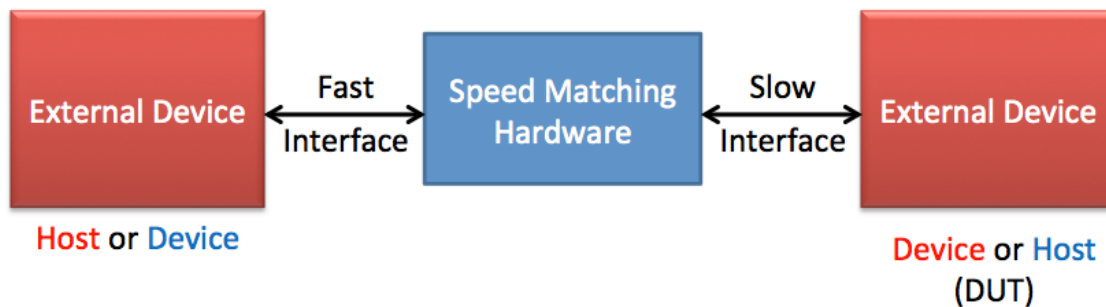 External Device
Fast
Interface
Speed Matching
Hardware
Slow
Interface
External Device
Host or Device
Device or Host
(DUT)